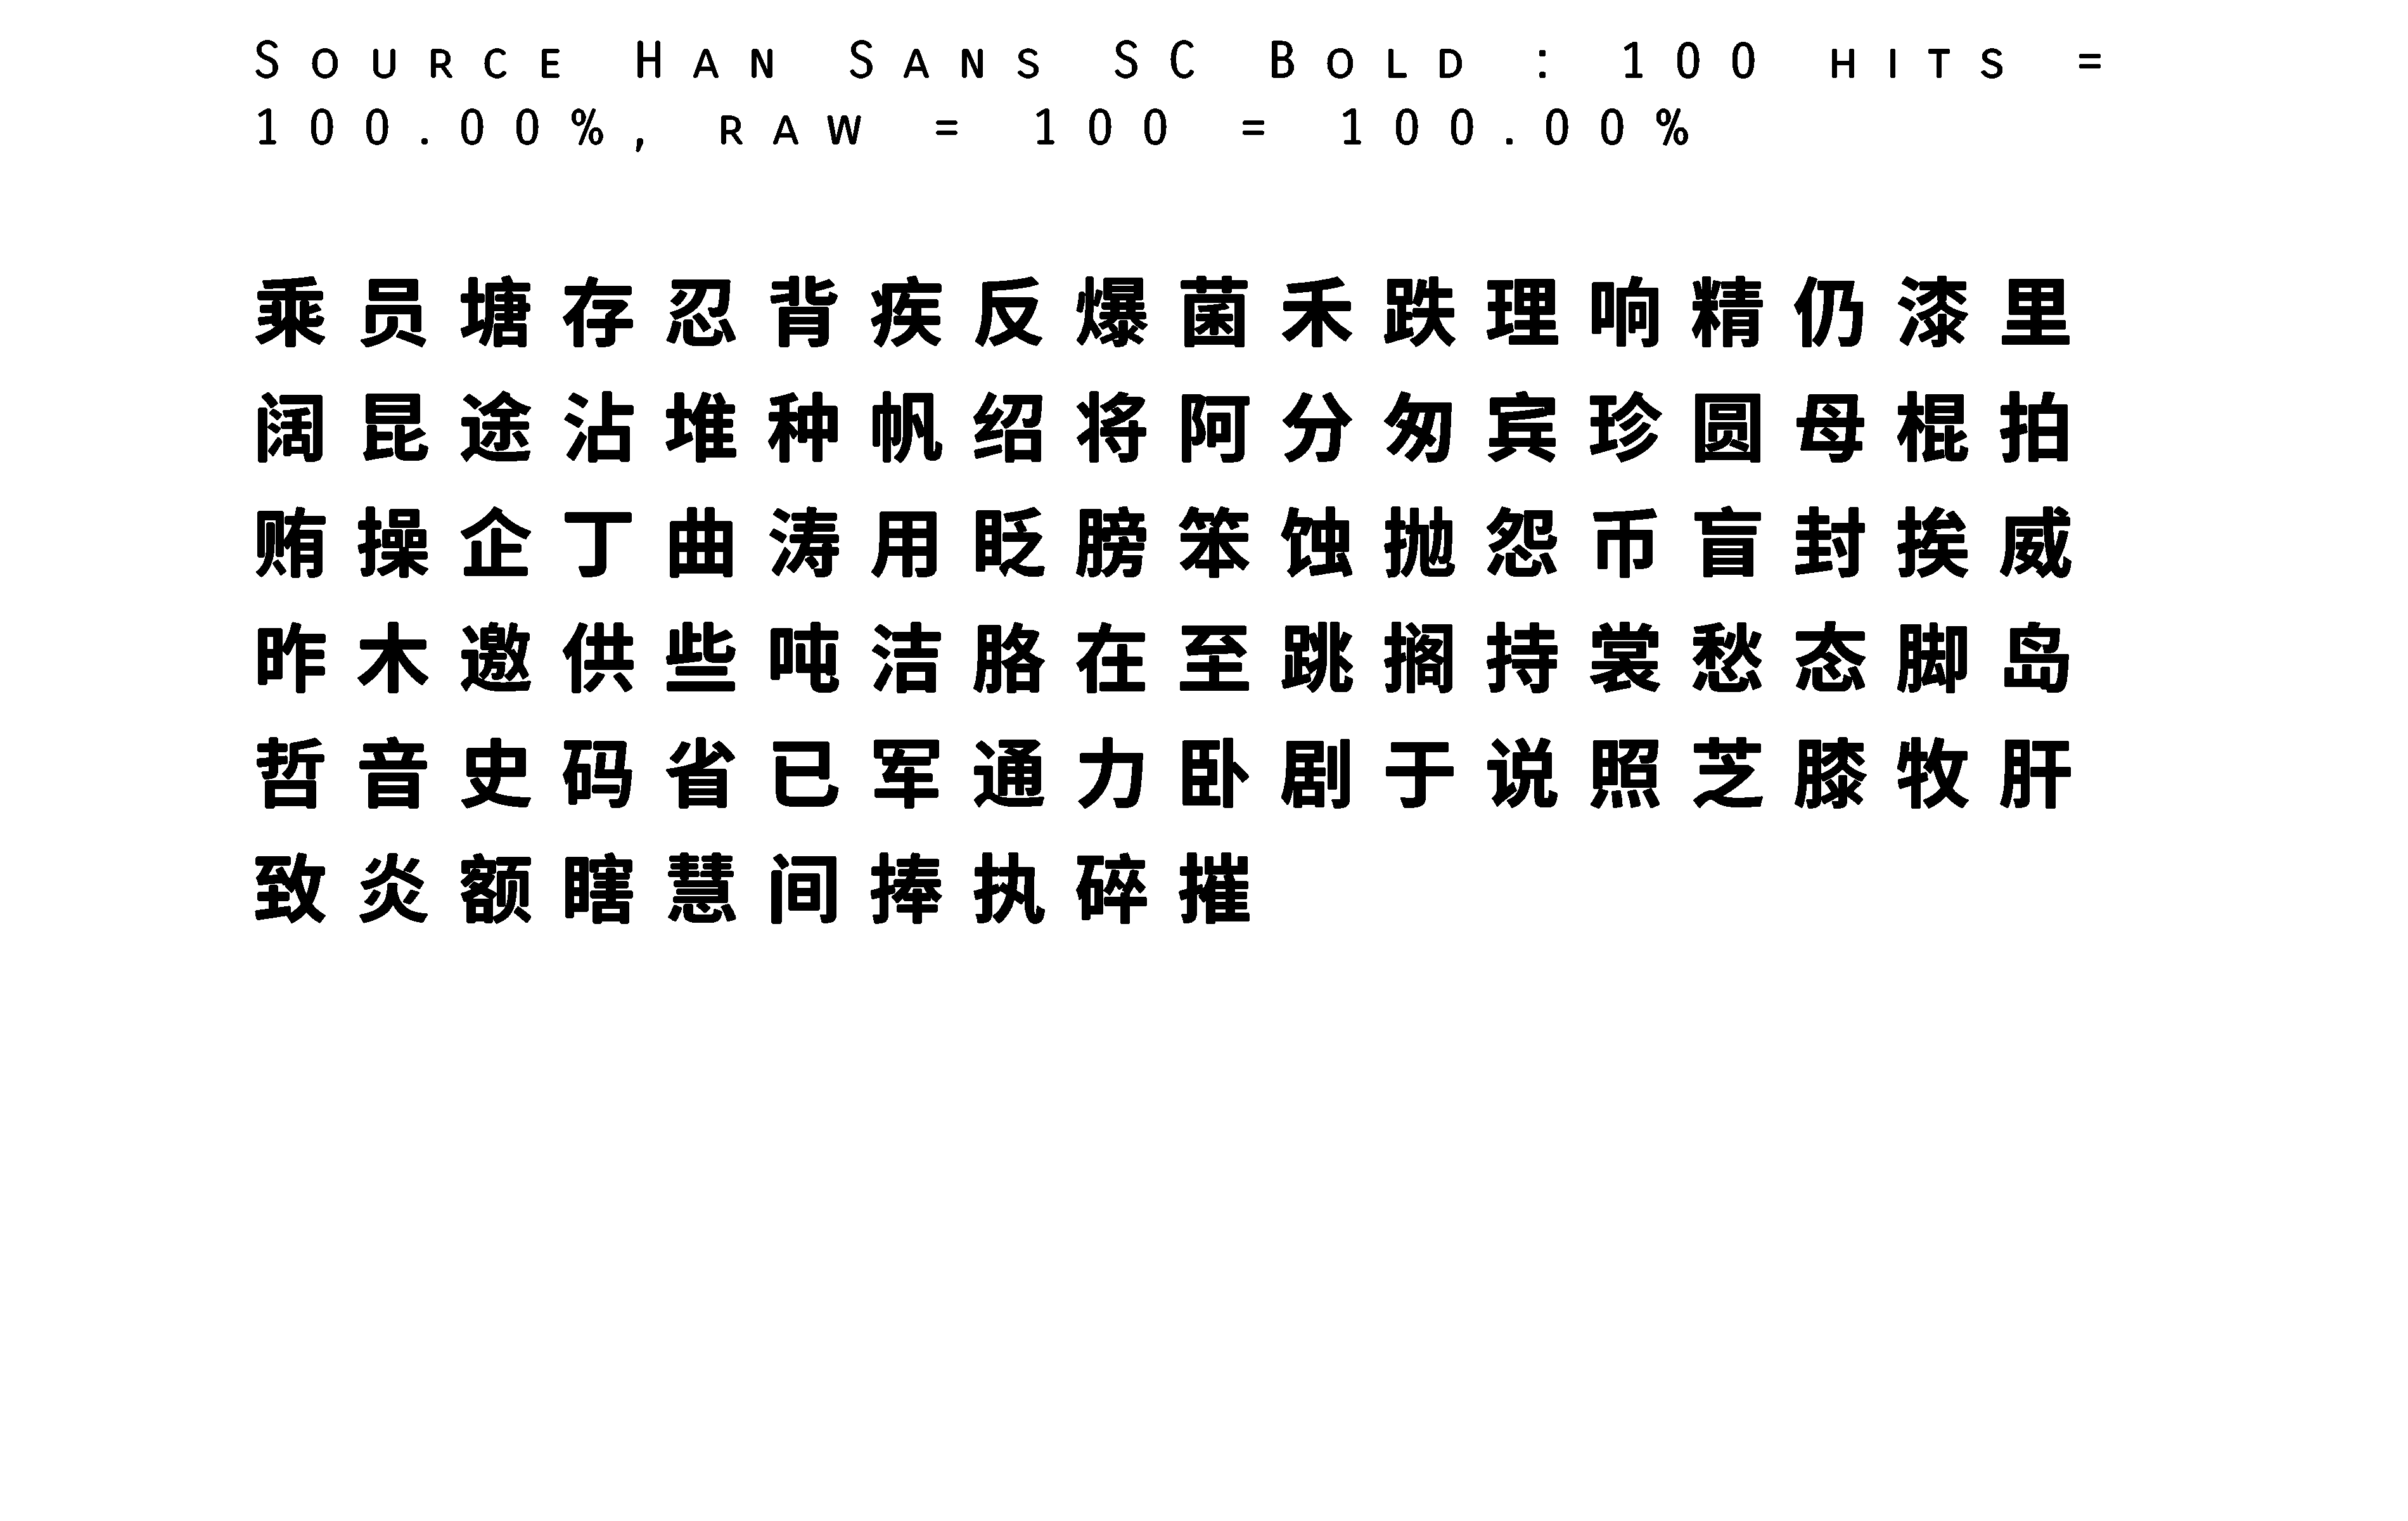 Source Han Sans SC Bold : 100 hits =
100.00%, raw = 100 = 100.00%
乘员塘存忍背疾反爆菌禾跌理响精仍漆里
阔昆途沾堆种帆绍将阿分匆宾珍圆母棍拍
贿操企丁曲涛用眨膀笨蚀抛怨币盲封挨威
昨木邀供些吨洁胳在至跳搁持裳愁态脚岛
哲音史码省已军通力卧剧于说照芝膝牧肝
致炎额瞎慧间捧执碎摧